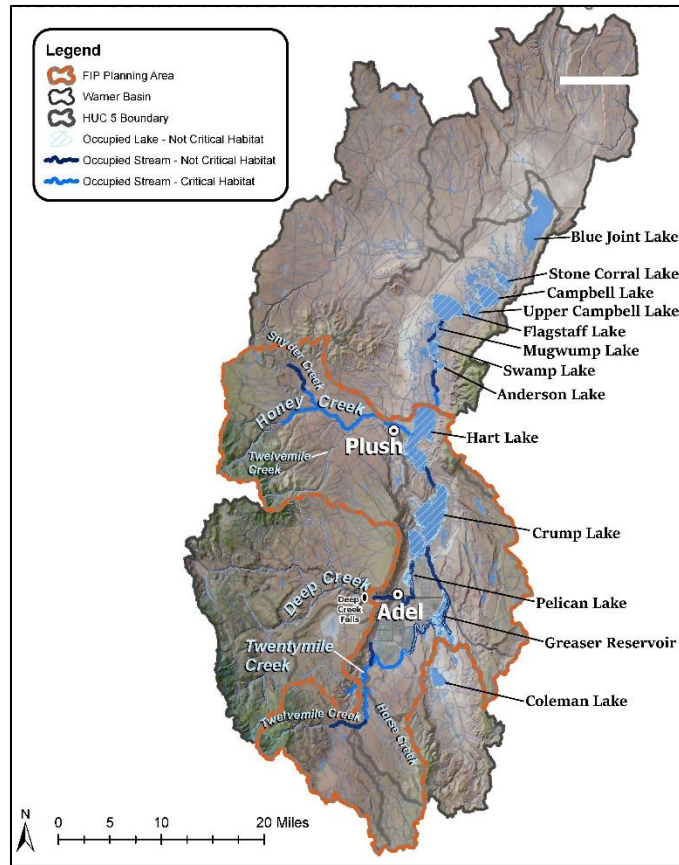 Legend
FIP Planning Area
Warner Basin
HUC 5 Boundary
Occupied Lake - Not Critical Habitat
Occupied Stream - Not Critical Habitat
Occupied Stream - Critical Habitat
Blue Joint Lake
Stone Corral Lake
Campbell Lake
Upper Campbell Lake
Flagstaff Lake
Mugwump Lake
Swamp Lake
Anderson Lake
Snyder Creek
Honey Creek
Hart Lake
Plush
Twelvemile
Creek
Crump Lake
Deep Creek
Deep
Creek
Falls
Adel
Pelican Lake
Greaser Reservoir
Twentymile
Creek
Coleman Lake
Twelvemile Creek
Horse Creek
N
0 5 10 20 Miles